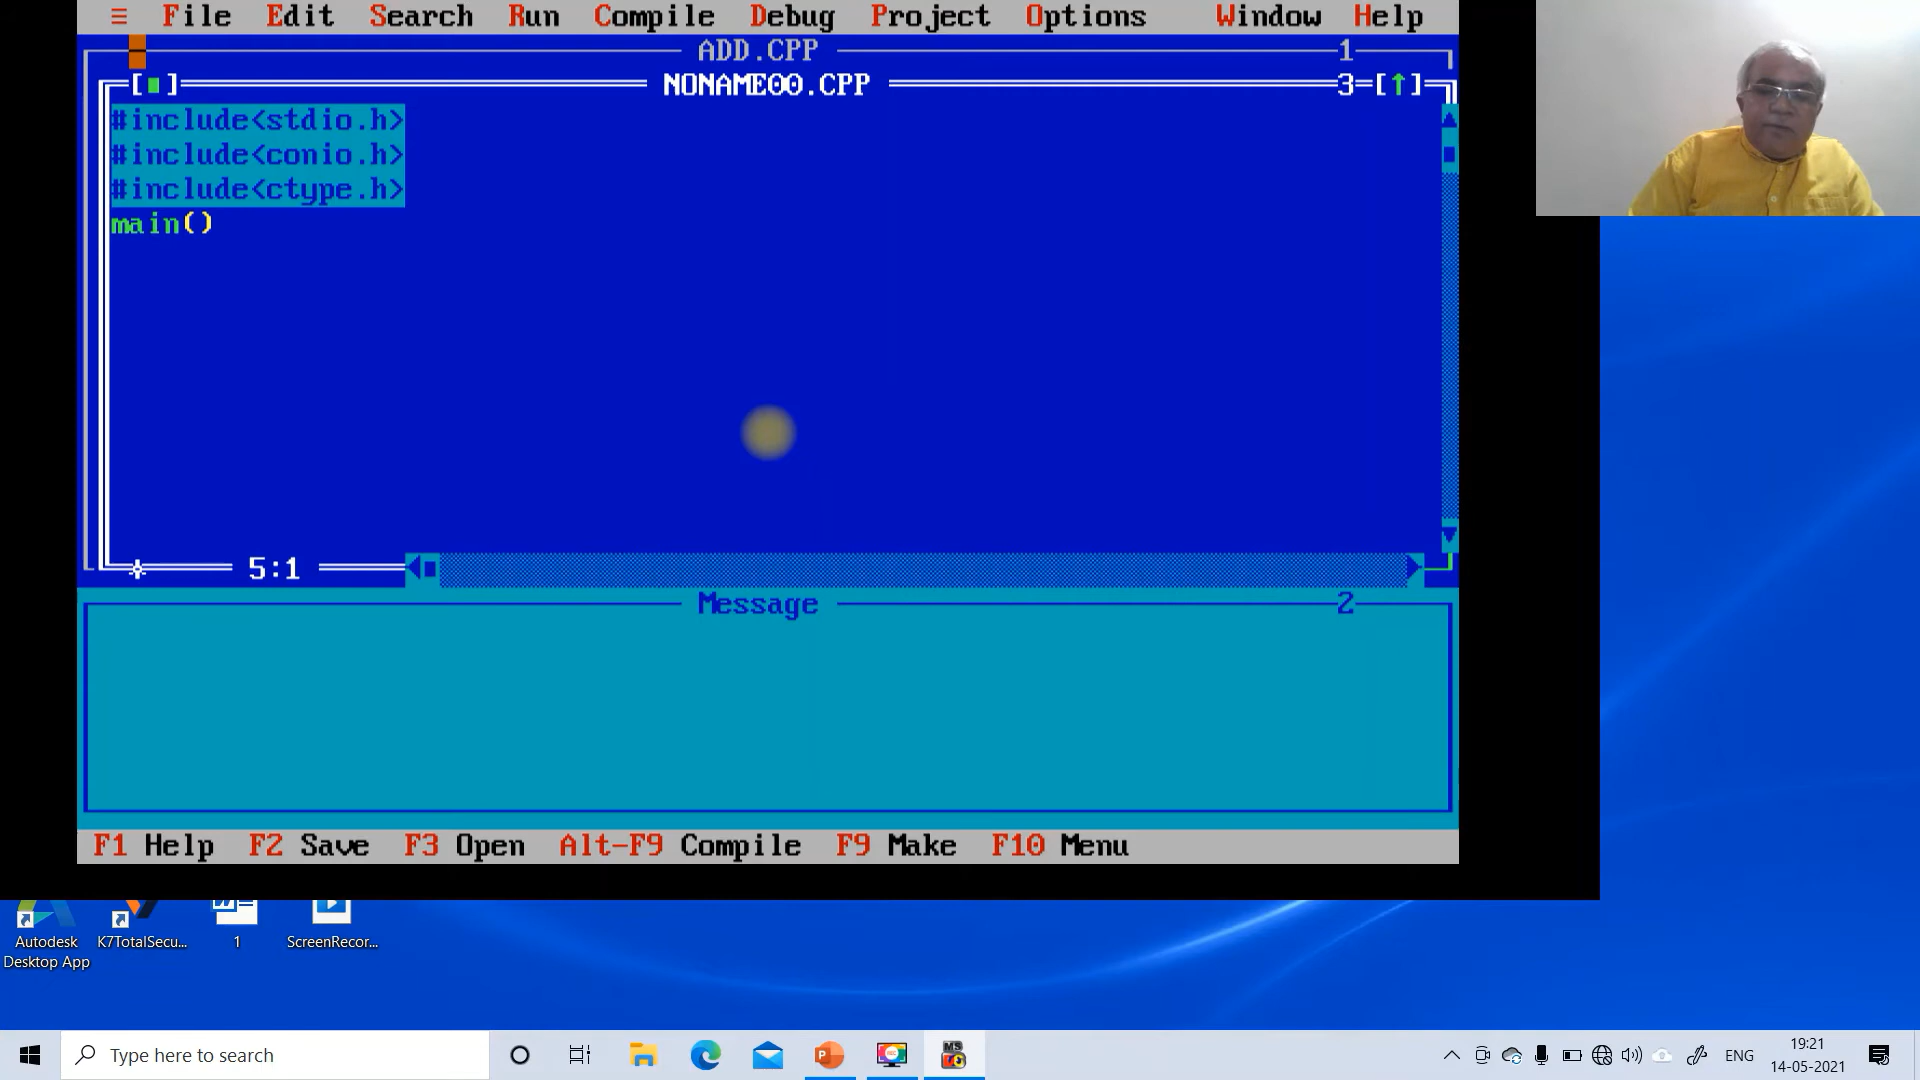 ≡ File Edit Search Run Compile Debug Project Options Window Help
ADD.CPP 1
[■] NONAME00.CPP 3=[↑]
#include<stdio.h>
#include<conio.h>
#include<ctype.h>
main()
5:1
Message 2
F1 Help F2 Save F3 Open Alt-F9 Compile F9 Make F10 Menu
Autodesk Desktop App
K7TotalSecu...
1
ScreenRecor...
Type here to search
ENG
19:21
14-05-2021